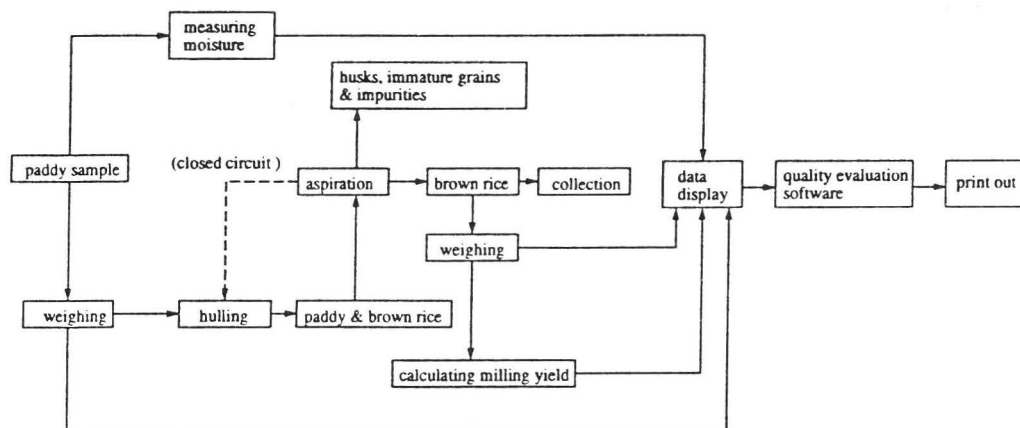 measuring
moisture
husks, immature grains
& impurities
paddy sample
(closed circuit )
aspiration
brown rice
collection
data
display
quality evaluation
software
print out
weighing
weighing
hulling
paddy & brown rice
calculating milling yield